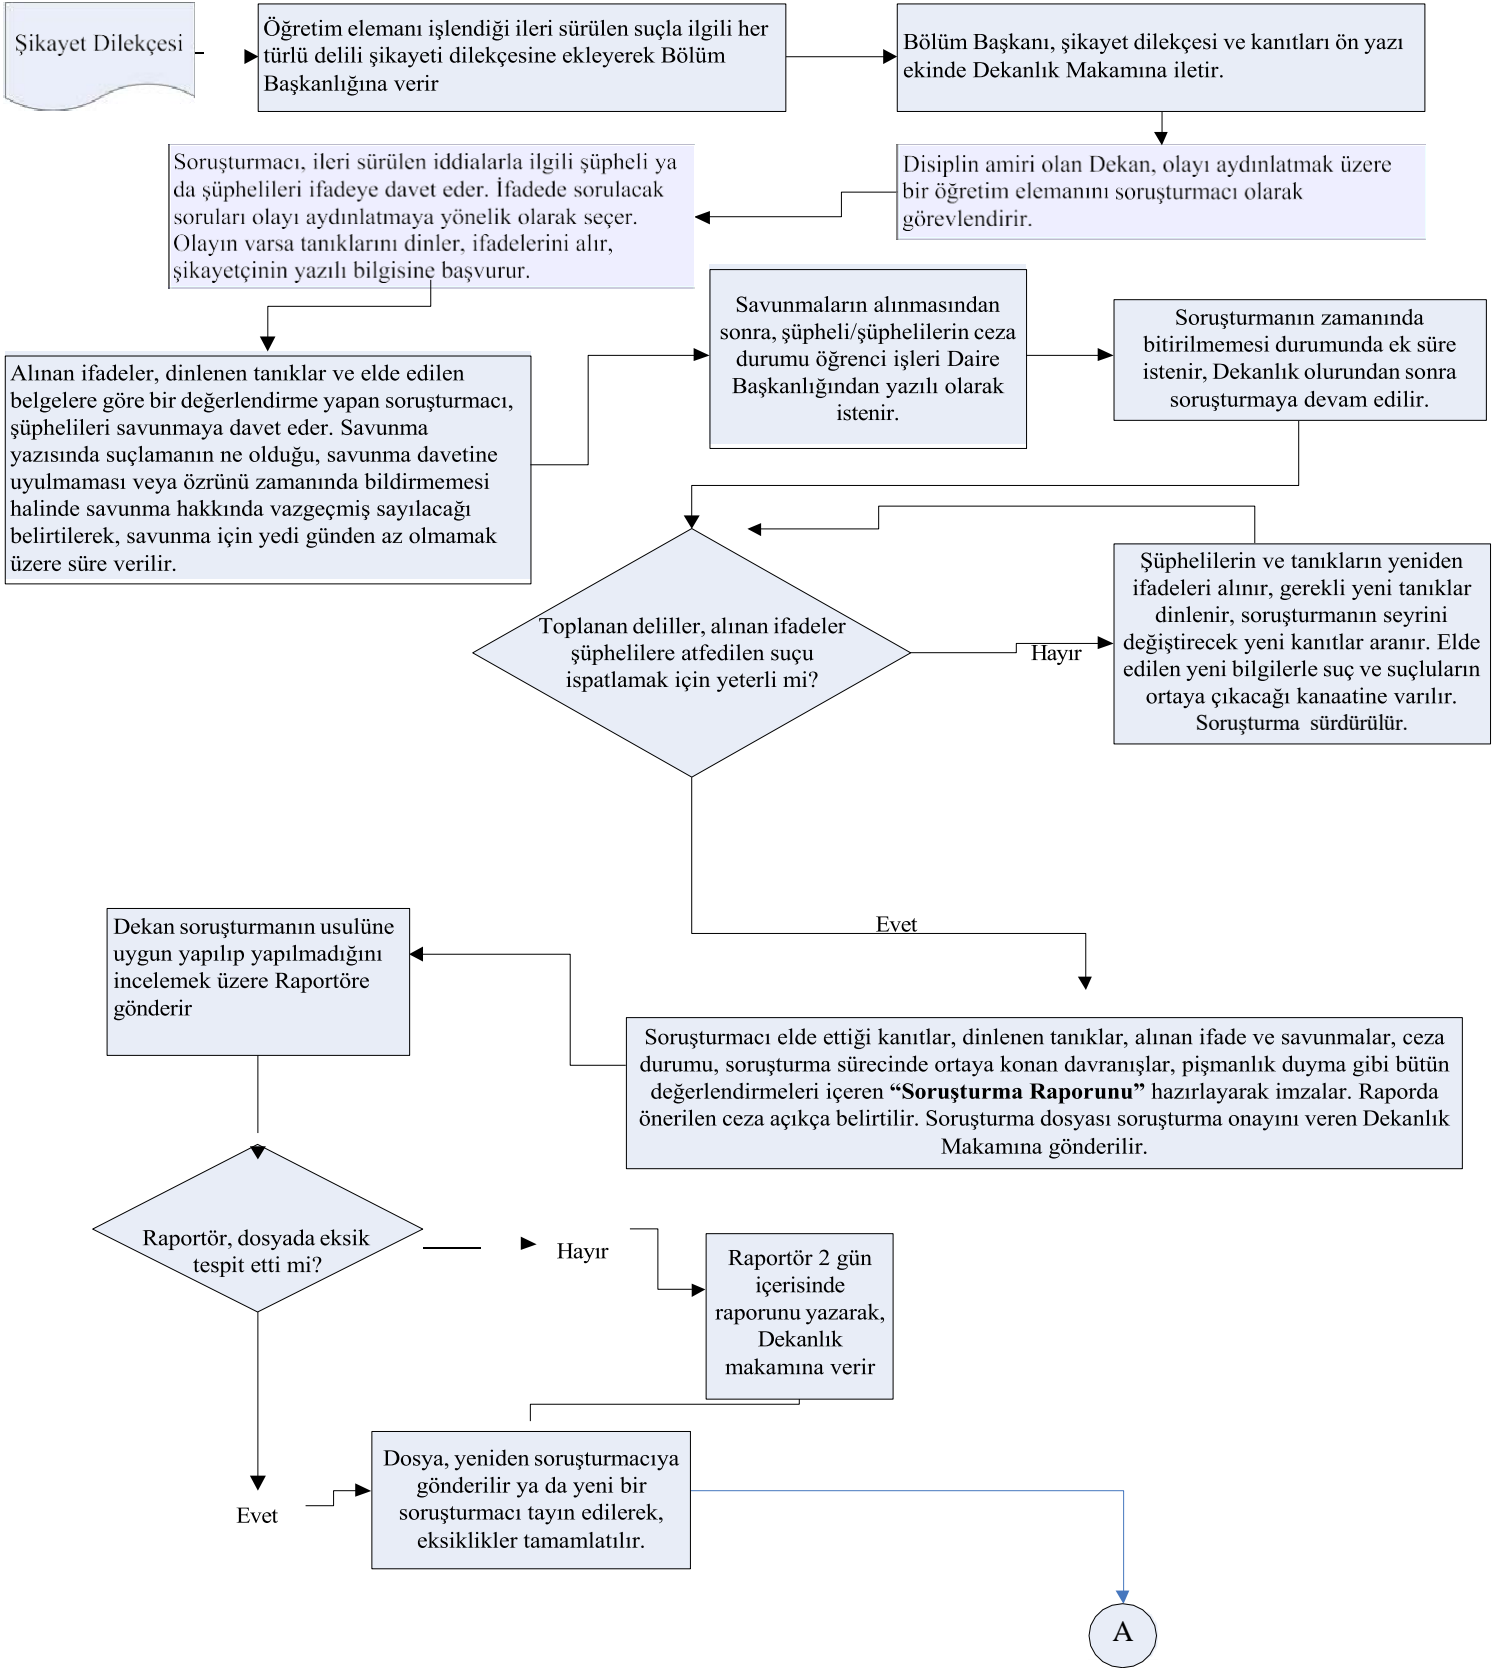 Şikayet Dilekçesi
Öğretim elemanı işlendiği ileri sürülen suçla ilgili her
türlü delili şikayeti dilekçesine ekleyerek Bölüm
Başkanlığına verir
Bölüm Başkanı, şikayet dilekçesi ve kanıtları ön yazı
ekinde Dekanlık Makamına iletir.
Disiplin amiri olan Dekan, olayı aydınlatmak üzere
bir öğretim elemanını soruşturmacı olarak
görevlendirir.
Soruşturmacı, ileri sürülen iddialarla ilgili şüpheli ya
da şüphelileri ifadeye davet eder. İfadede sorulacak
soruları olayı aydınlatmaya yönelik olarak seçer.
Olayın varsa tanıklarını dinler, ifadelerini alır,
şikayetçinin yazılı bilgisine başvurur.
Alınan ifadeler, dinlenen tanıklar ve elde edilen
belgelere göre bir değerlendirme yapan soruşturmacı,
şüphelileri savunmaya davet eder. Savunma
yazısında suçlamanın ne olduğu, savunma davetine
uyulmaması veya özrünü zamanında bildirmemesi
halinde savunma hakkında vazgeçmiş sayılacağı
belirtilerek, savunma için yedi günden az olmamak
üzere süre verilir.
Savunmaların alınmasından
sonra, şüpheli/şüphelilerin ceza
durumu öğrenci işleri Daire
Başkanlığından yazılı olarak
istenir.
Soruşturmanın zamanında
bitirilmemesi durumunda ek süre
istenir, Dekanlık olurundan sonra
soruşturmaya devam edilir.
Toplanan deliller, alınan ifadeler
şüphelilere atfedilen suçu
ispatlamak için yeterli mi?
Hayır
Şüphelilerin ve tanıkların yeniden
ifadeleri alınır, gerekli yeni tanıklar
dinlenir, soruşturmanın seyrini
değiştirecek yeni kanıtlar aranır. Elde
edilen yeni bilgilerle suç ve suçluların
ortaya çıkacağı kanaatine varılır.
Soruşturma sürdürülür.
Evet
Soruşturmacı elde ettiği kanıtlar, dinlenen tanıklar, alınan ifade ve savunmalar, ceza
durumu, soruşturma sürecinde ortaya konan davranışlar, pişmanlık duyma gibi bütün
değerlendirmeleri içeren “Soruşturma Raporunu” hazırlayarak imzalar. Raporda
önerilen ceza açıkça belirtilir. Soruşturma dosyası soruşturma onayını veren Dekanlık
Makamına gönderilir.
Dekan soruşturmanın usulüne
uygun yapılıp yapılmadığını
incelemek üzere Raportöre
gönderir
Raportör, dosyada eksik
tespit etti mi?
Hayır
Raportör 2 gün
içerisinde
raporunu yazarak,
Dekanlık
makamına verir
Evet
Dosya, yeniden soruşturmacıya
gönderilir ya da yeni bir
soruşturmacı tayın edilerek,
eksiklikler tamamlatılır.
A